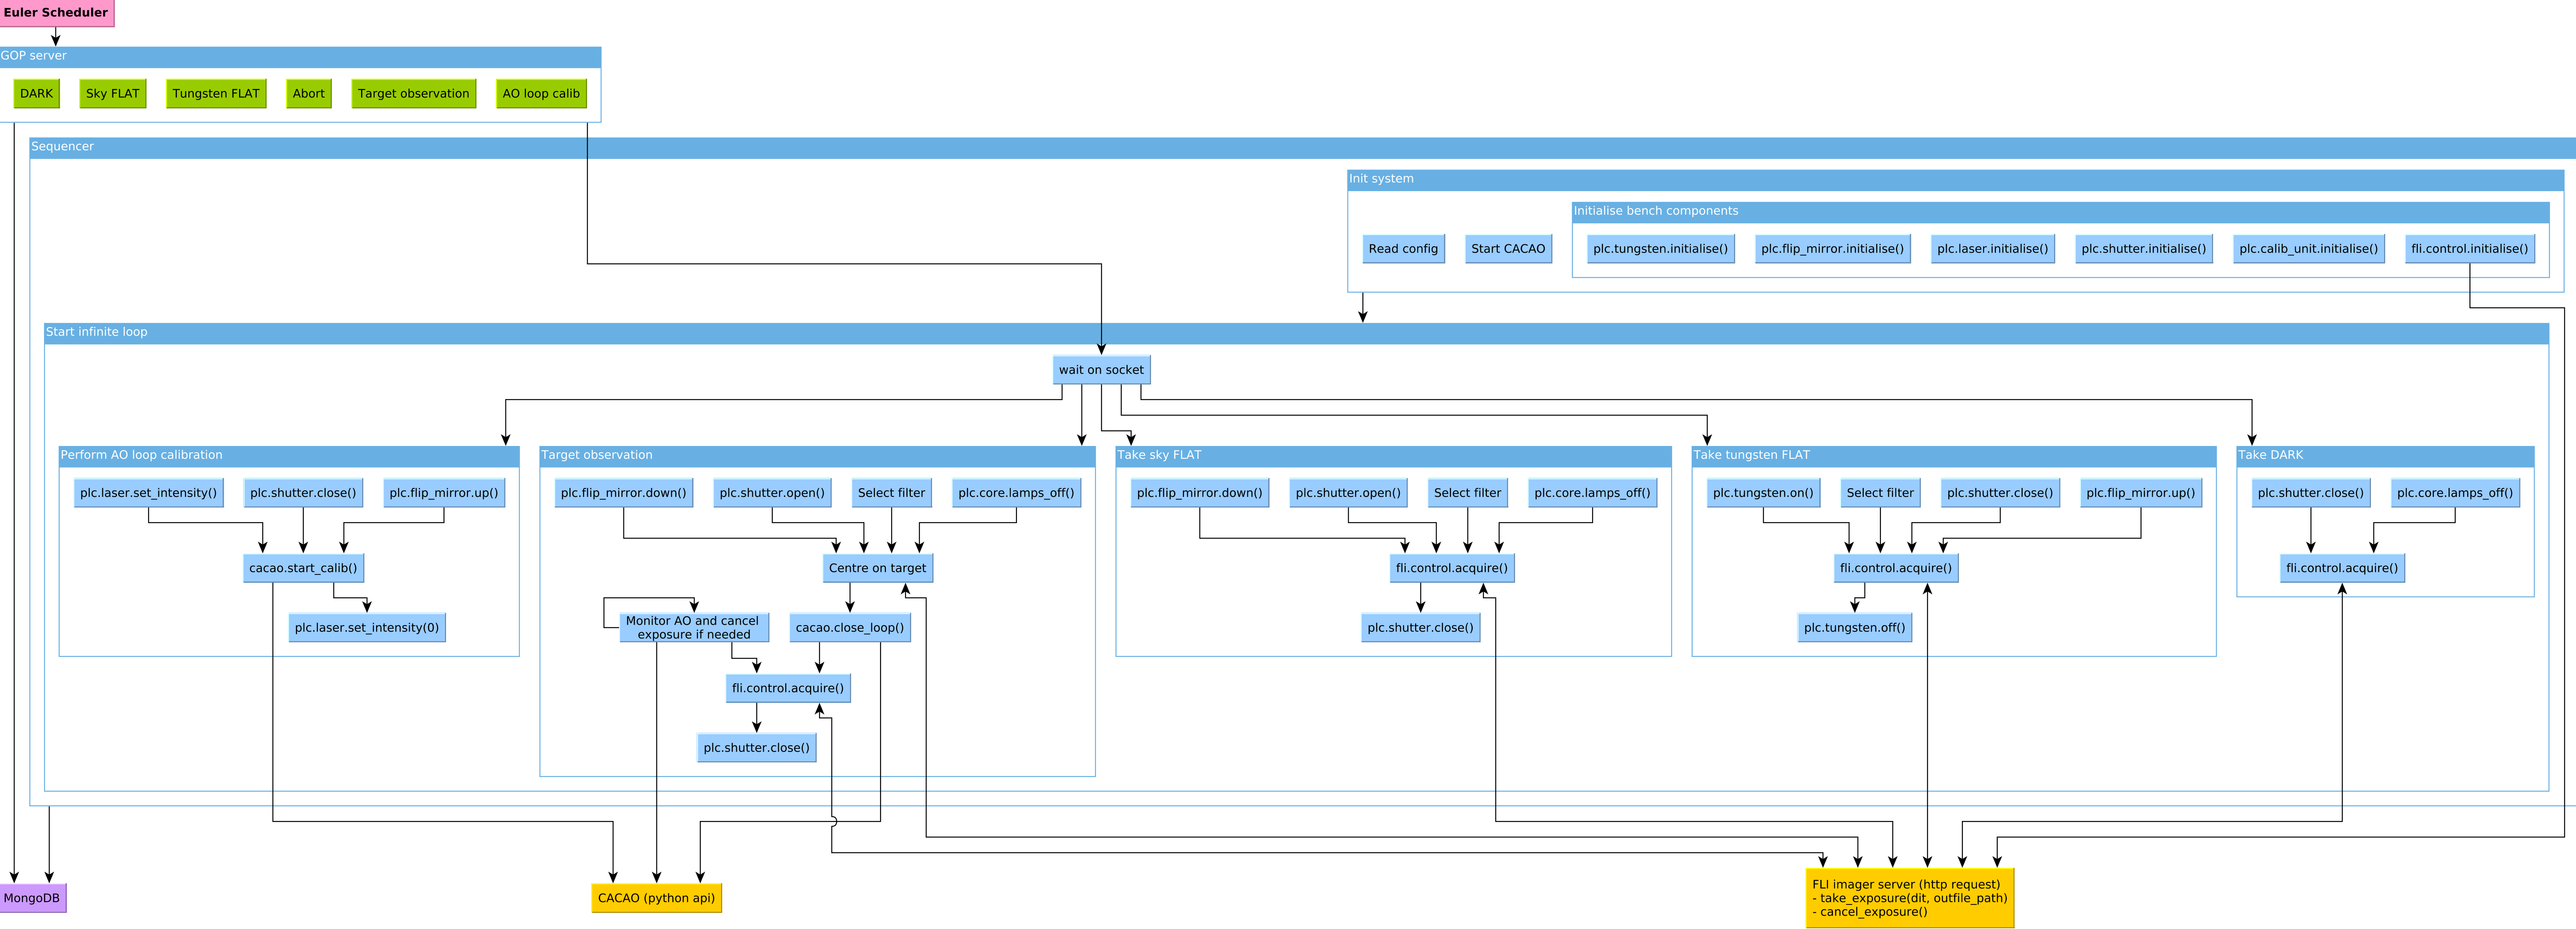 Euler Scheduler
GOP server
DARK
Sky FLAT
Tungsten FLAT
Abort
Target observation
AO loop calib
Sequencer
Init system
Initialise bench components
Read config
Start CACAO
plc.tungsten.initialise()
plc.flip_mirror.initialise()
plc.laser.initialise()
plc.shutter.initialise()
plc.calib_unit.initialise()
fli.control.initialise()
Start infinite loop
wait on socket
Perform AO loop calibration
plc.laser.set_intensity()
plc.shutter.close()
plc.flip_mirror.up()
cacao.start_calib()
plc.laser.set_intensity(0)
Target observation
plc.flip_mirror.down()
plc.shutter.open()
Select filter
plc.core.lamps_off()
Centre on target
Monitor AO and cancel
exposure if needed
cacao.close_loop()
fli.control.acquire()
plc.shutter.close()
Take sky FLAT
plc.flip_mirror.down()
plc.shutter.open()
Select filter
plc.core.lamps_off()
fli.control.acquire()
plc.shutter.close()
Take tungsten FLAT
plc.tungsten.on()
Select filter
plc.shutter.close()
plc.flip_mirror.up()
fli.control.acquire()
plc.tungsten.off()
Take DARK
plc.shutter.close()
plc.core.lamps_off()
fli.control.acquire()
MongoDB
CACAO (python api)
FLI imager server (http request)
- take_exposure(dit, outfile_path)
- cancel_exposure()